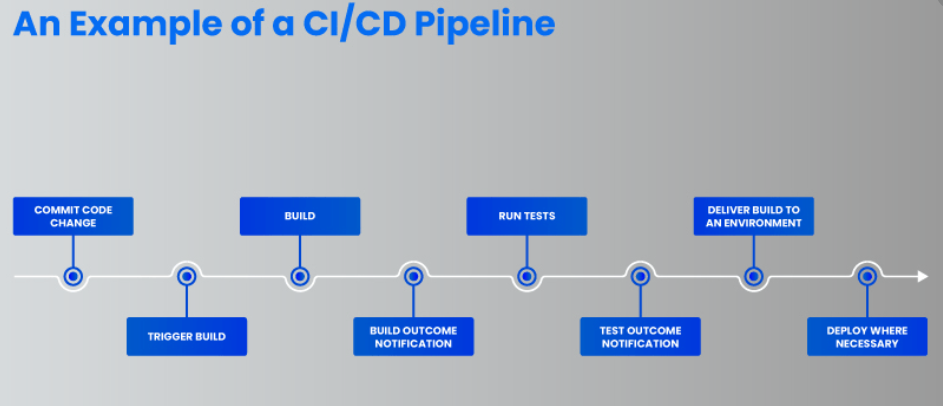 An Example of a CI/CD Pipeline
COMMIT CODE
CHANGE
TRIGGER BUILD
BUILD
BUILD OUTCOME
NOTIFICATION
RUN TESTS
TEST OUTCOME
NOTIFICATION
DELIVER BUILD TO
AN ENVIRONMENT
DEPLOY WHERE
NECESSARY